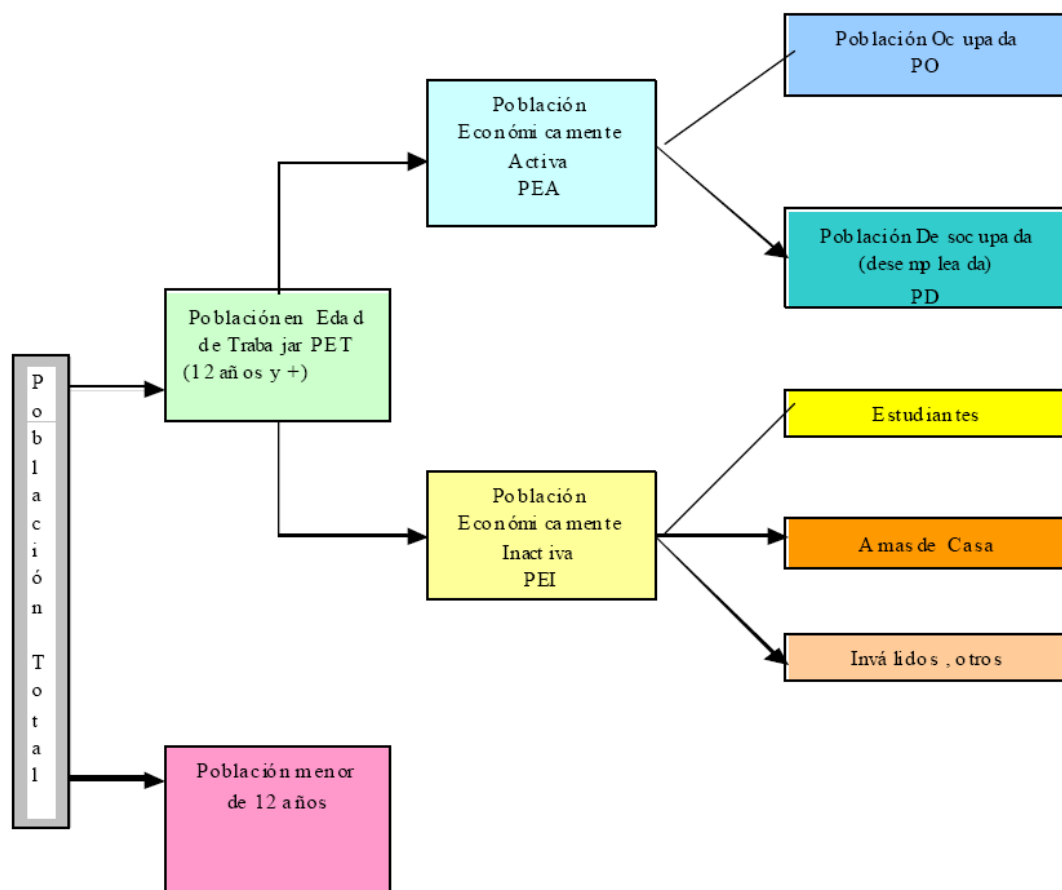 Población Total
Población en Edad
de Trabajar PET
(12 años y +)
Población menor
de 12 años
Población
Económicamente
Activa
PEA
Población
Económicamente
Inactiva
PEI
Población Ocupada
PO
Población Desocupada
(desempleada)
PD
Estudiantes
Amas de Casa
Inválidos , otros